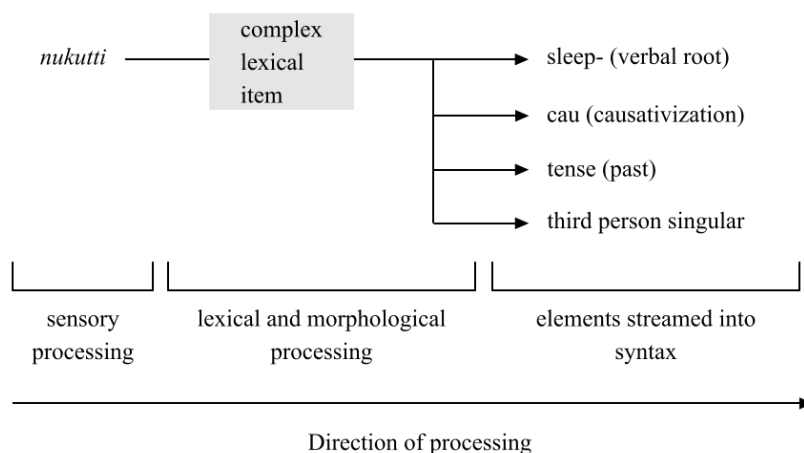 nukutti
complex
lexical
item
sleep- (verbal root)
cau (causativization)
tense (past)
third person singular
sensory
processing
lexical and morphological
processing
elements streamed into
syntax
Direction of processing